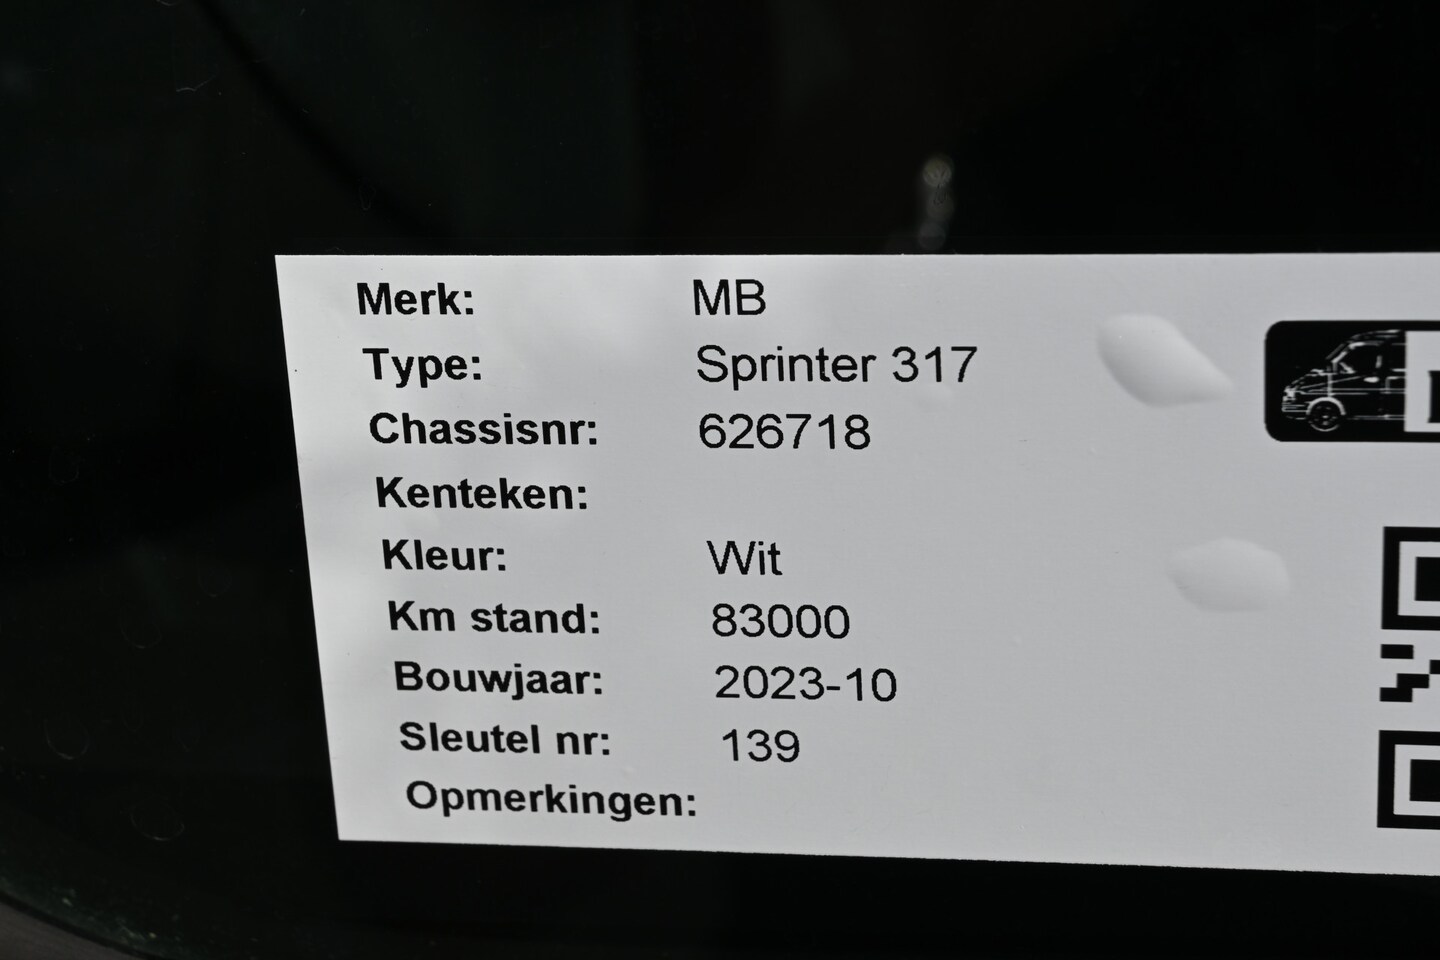 Merk: MB
Type: Sprinter 317
Chassisnr: 626718
Kenteken:
Kleur: Wit
Km stand: 83000
Bouwjaar: 2023-10
Sleutel nr: 139
Opmerkingen: